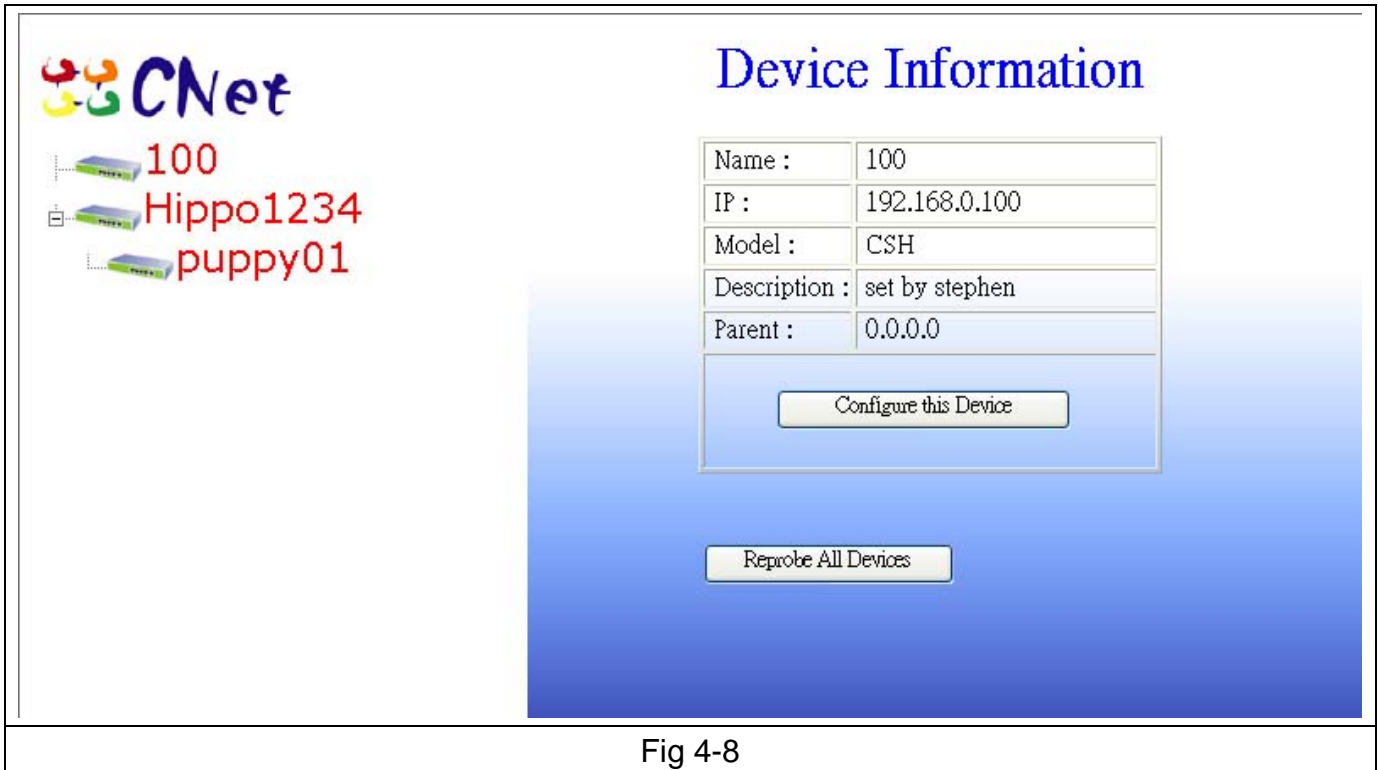 CNet
100
Hippo1234
puppy01
Device Information
Name : 100
IP : 192.168.0.100
Model : CSH
Description : set by stephen
Parent : 0.0.0.0
Configure this Device
Reprobe All Devices
Fig 4-8